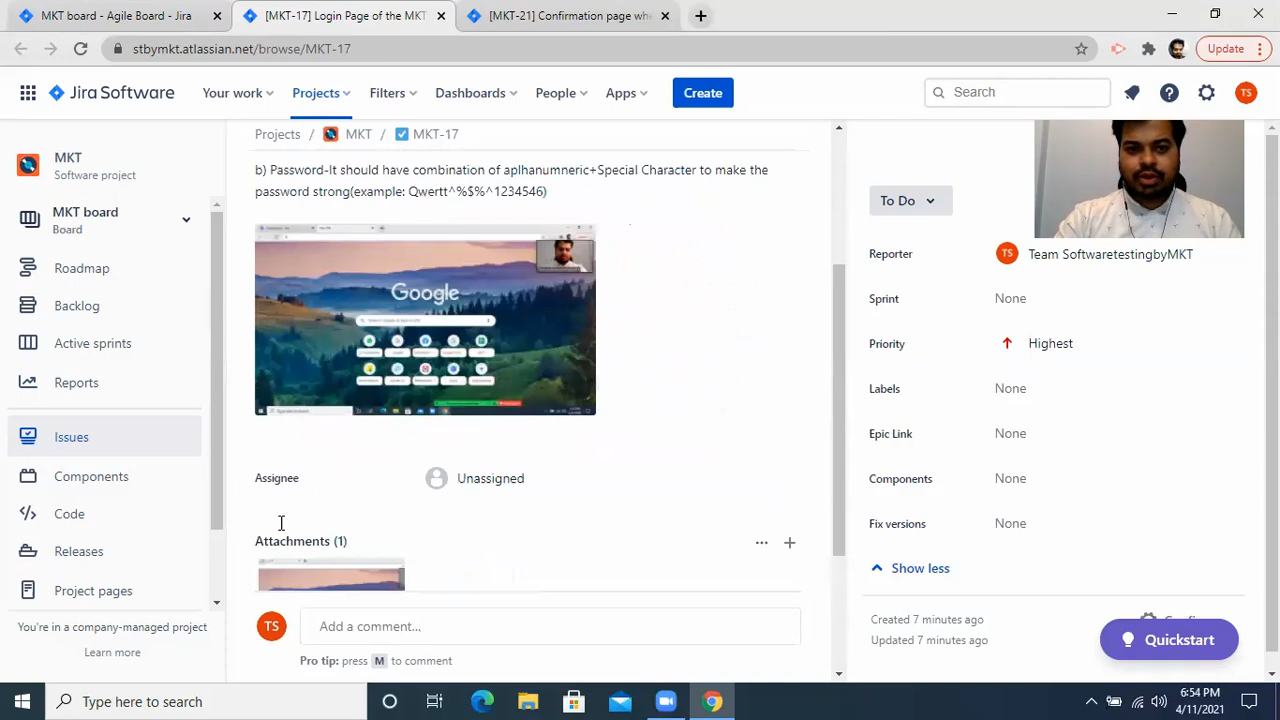 MKT board - Agile Board - Jira
[MKT-17] Login Page of the MKT
[MKT-21] Confirmation page whe
stbymkt.atlassian.net/browse/MKT-17
Update
Jira Software
Your work
Projects
Filters
Dashboards
People
Apps
Create
Search
TS
MKT
Software project
MKT board
Board
Roadmap
Backlog
Active sprints
Reports
Issues
Components
Code
Releases
Project pages
You're in a company-managed project
Learn more
Projects / MKT / MKT-17
b) Password-It should have combination of aplhanumneric+Special Character to make the
password strong(example: Qwertt^%$%^1234546)
Google
Assignee
Unassigned
Attachments (1)
TS
Add a comment...
Pro tip: press M to comment
To Do
Reporter
TS
Team SoftwaretestingbyMKT
Sprint
None
Priority
Highest
Labels
None
Epic Link
None
Components
None
Fix versions
None
Show less
Created 7 minutes ago
Updated 7 minutes ago
Quickstart
Type here to search
6:54 PM
4/11/2021